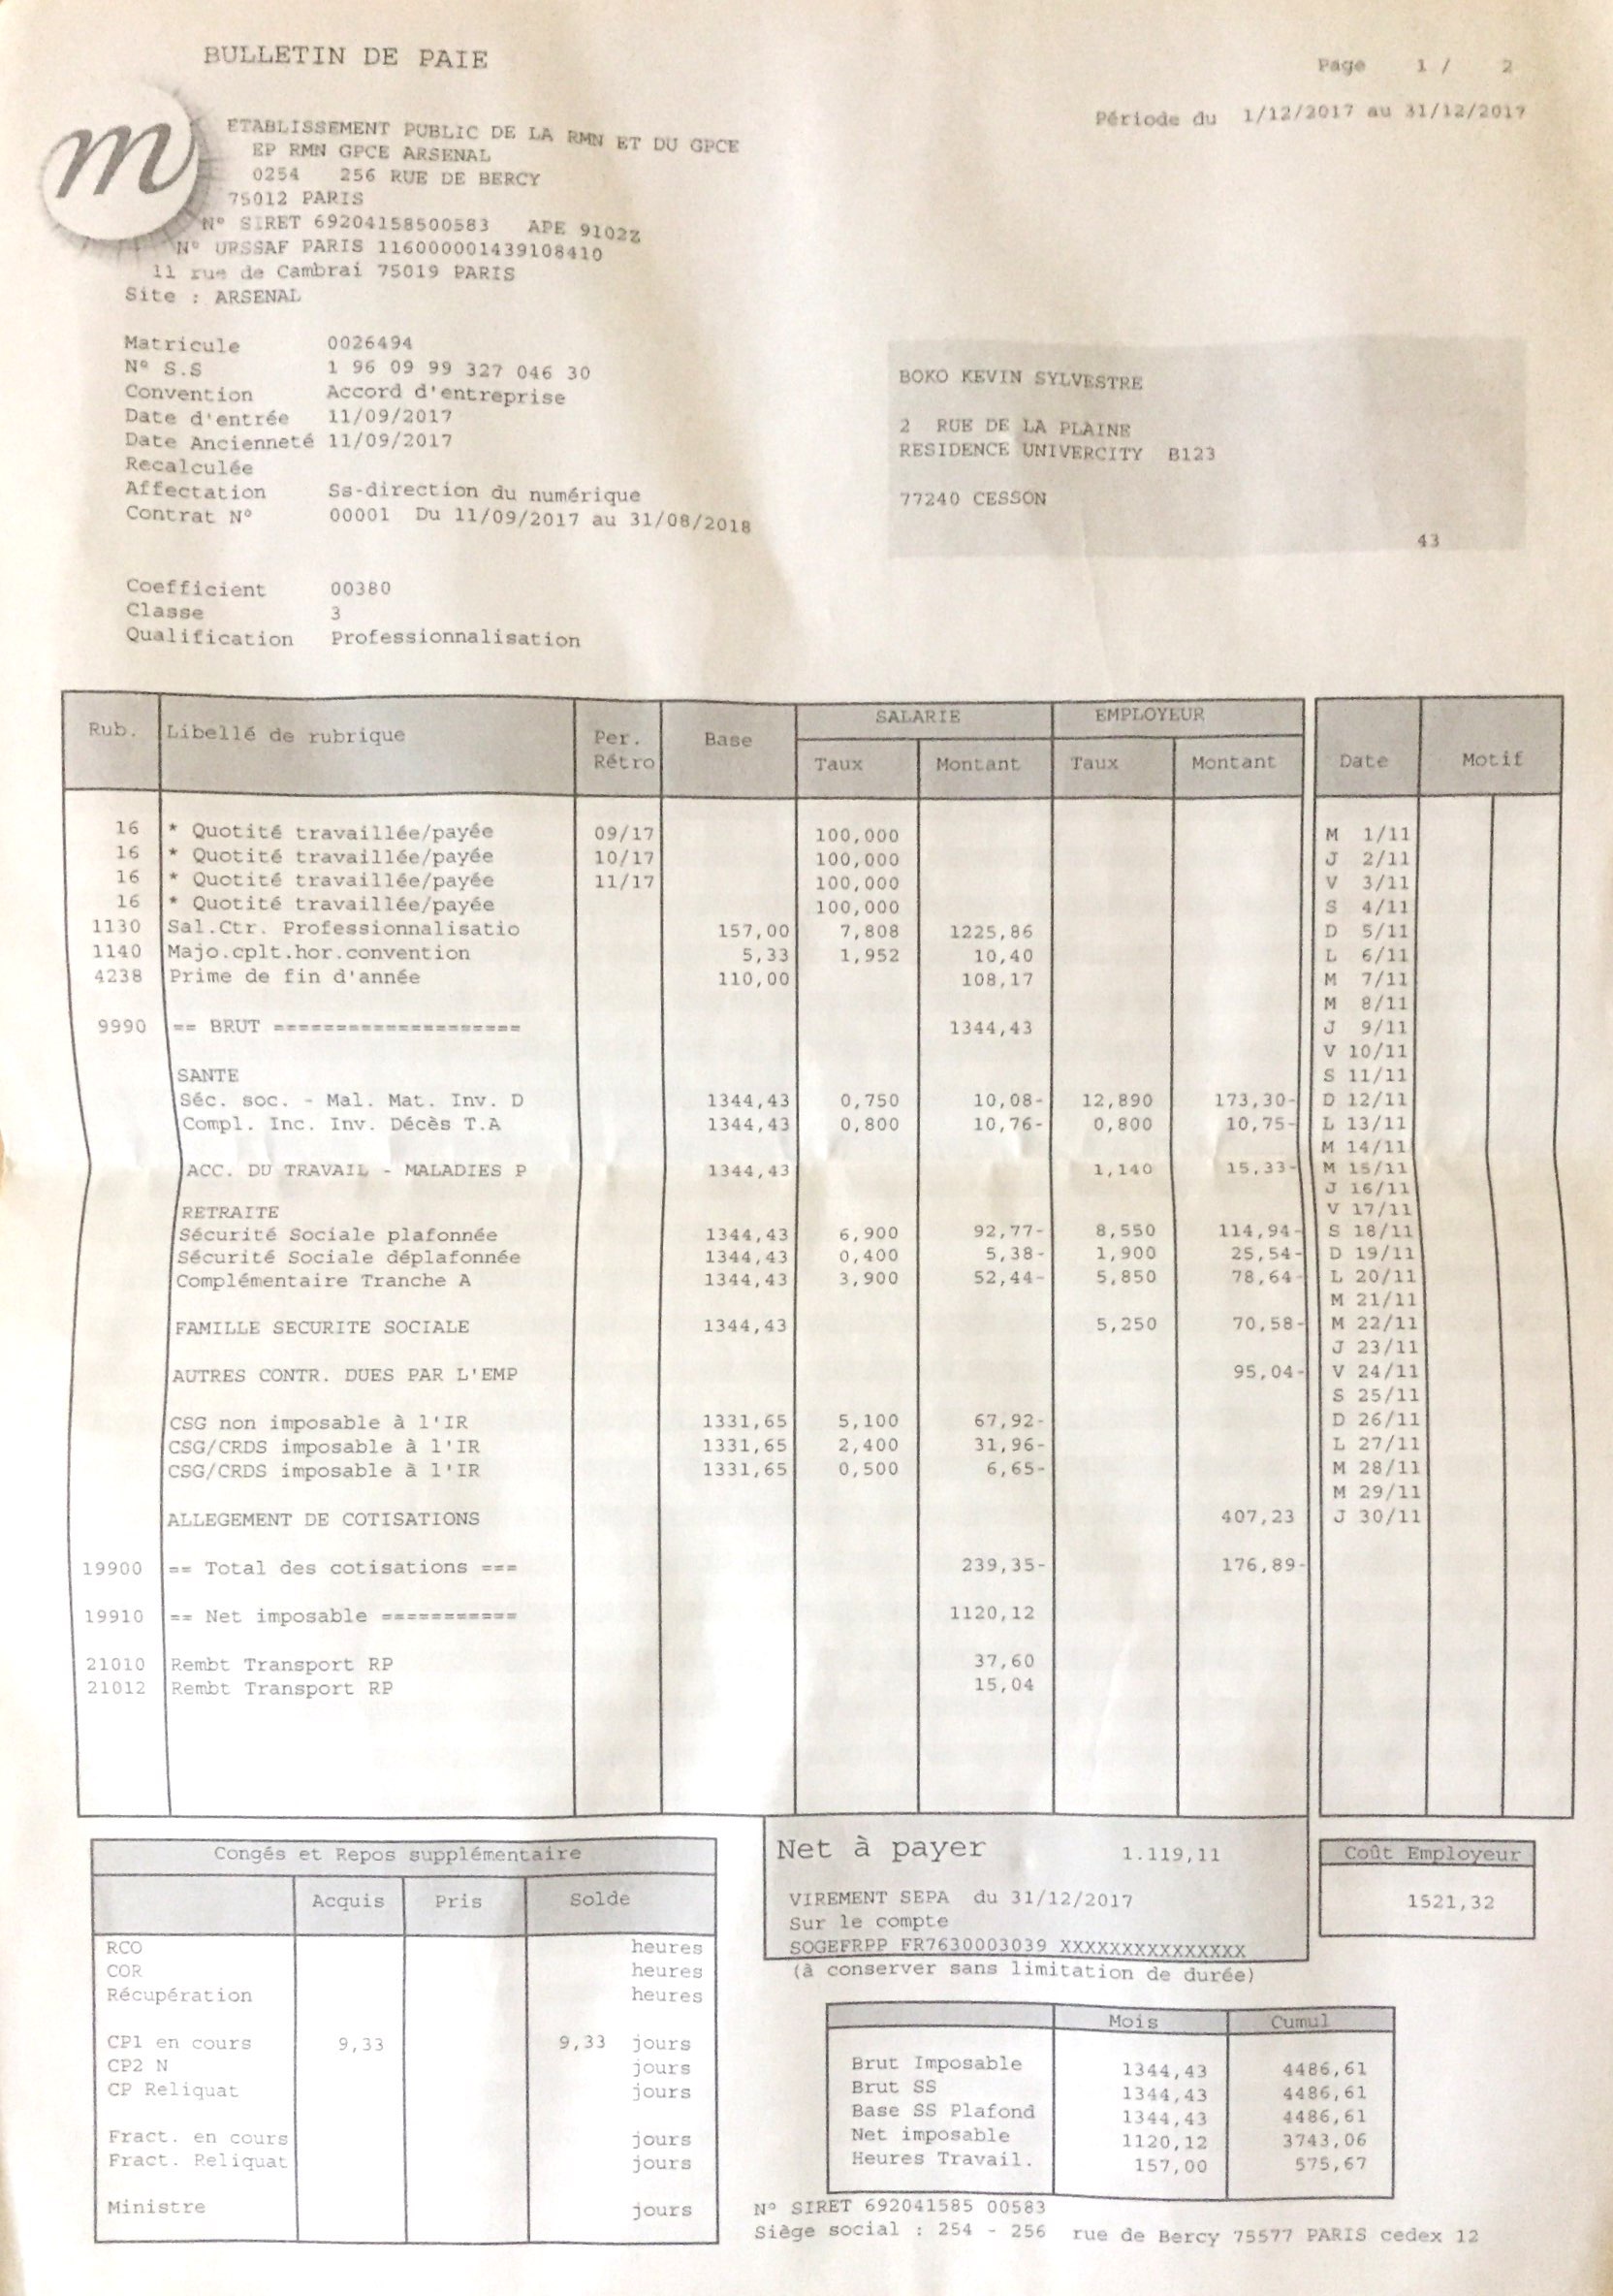 BULLETIN DE PAIE
Page 1 / 2
Période du 1/12/2017 au 31/12/2017
m
ETABLISSEMENT PUBLIC DE LA RMN ET DU GPCE
EP RMN GPCE ARSENAL
0254 256 RUE DE BERCY
75012 PARIS
N° SIRET 69204158500583 APE 9102Z
N° URSSAF PARIS 116000001439108410
11 rue de Cambrai 75019 PARIS
Site : ARSENAL
Matricule 0026494
N° S.S 1 96 09 99 327 046 30
Convention Accord d'entreprise
Date d'entrée 11/09/2017
Date Ancienneté 11/09/2017
Recalculée
Affectation Ss-direction du numérique
Contrat N° 00001 Du 11/09/2017 au 31/08/2018
BOKO KEVIN SYLVESTRE
2 RUE DE LA PLAINE
RESIDENCE UNIVERCITY B123
77240 CESSON
43
Coefficient 00380
Classe 3
Qualification Professionnalisation
SALARIE EMPLOYEUR
Rub. Libellé de rubrique Per. Rétro Base Taux Montant Taux Montant Date Motif
16 * Quotité travaillée/payée 09/17 100,000 M 1/11
16 * Quotité travaillée/payée 10/17 100,000 J 2/11
16 * Quotité travaillée/payée 11/17 100,000 V 3/11
16 * Quotité travaillée/payée 100,000 S 4/11
1130 Sal.Ctr. Professionnalisatio 157,00 7,808 1225,86 D 5/11
1140 Majo.cplt.hor.convention 5,33 1,952 10,40 L 6/11
4238 Prime de fin d'année 110,00 108,17 M 7/11
M 8/11
9990 == BRUT ==================== 1344,43 J 9/11
V 10/11
SANTE S 11/11
Séc. soc. - Mal. Mat. Inv. D 1344,43 0,750 10,08- 12,890 173,30- D 12/11
Compl. Inc. Inv. Décès T.A 1344,43 0,800 10,76- 0,800 10,75- L 13/11
M 14/11
ACC. DU TRAVAIL - MALADIES P 1344,43 1,140 15,33- M 15/11
J 16/11
RETRAITE V 17/11
Sécurité Sociale plafonnée 1344,43 6,900 92,77- 8,550 114,94- S 18/11
Sécurité Sociale déplafonnée 1344,43 0,400 5,38- 1,900 25,54- D 19/11
Complémentaire Tranche A 1344,43 3,900 52,44- 5,850 78,64- L 20/11
M 21/11
FAMILLE SECURITE SOCIALE 1344,43 5,250 70,58- M 22/11
J 23/11
AUTRES CONTR. DUES PAR L'EMP 95,04- V 24/11
S 25/11
CSG non imposable à l'IR 1331,65 5,100 67,92- D 26/11
CSG/CRDS imposable à l'IR 1331,65 2,400 31,96- L 27/11
CSG/CRDS imposable à l'IR 1331,65 0,500 6,65- M 28/11
M 29/11
ALLEGEMENT DE COTISATIONS 407,23 J 30/11
19900 == Total des cotisations === 239,35- 176,89-
19910 == Net imposable =========== 1120,12
21010 Rembt Transport RP 37,60
21012 Rembt Transport RP 15,04
Net à payer 1.119,11
VIREMENT SEPA du 31/12/2017
Sur le compte
SOGEFRPP FR7630003039 XXXXXXXXXXXXXXX
(à conserver sans limitation de durée)
Coût Employeur
1521,32
Congés et Repos supplémentaire
Acquis Pris Solde
RCO heures
COR heures
Récupération heures
CP1 en cours 9,33 9,33 jours
CP2 N jours
CP Reliquat jours
Fract. en cours jours
Fract. Reliquat jours
Ministre jours
Mois Cumul
Brut Imposable 1344,43 4486,61
Brut SS 1344,43 4486,61
Base SS Plafond 1344,43 4486,61
Net imposable 1120,12 3743,06
Heures Travail. 157,00 575,67
N° SIRET 692041585 00583
Siège social : 254 - 256 rue de Bercy 75577 PARIS cedex 12